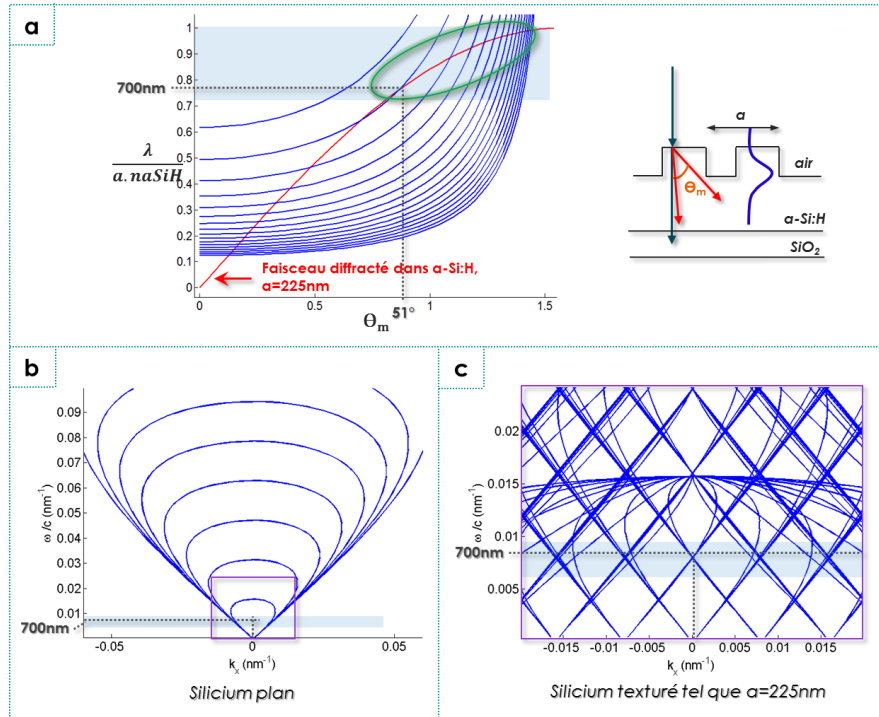 a
1
0.9
0.8
700nm
0.7
0.6
0.5
0.4
0.3
0.2
0.1
0
λ
a.naSiH
Faisceau diffracté dans a-Si:H,
a=225nm
0
0.5
1
1.5
51°
Θm
a
air
Θm
a-Si:H
SiO2
b
0.09
0.08
0.07
0.06
0.05
0.04
0.03
0.02
0.01
ω /c (nm-1)
700nm
-0.05
0
0.05
kx (nm-1)
Silicium plan
c
0.02
0.015
0.01
0.005
ω /c (nm-1)
700nm
-0.015
-0.01
-0.005
0
0.005
0.01
0.015
kx (nm-1)
Silicium texturé tel que a=225nm